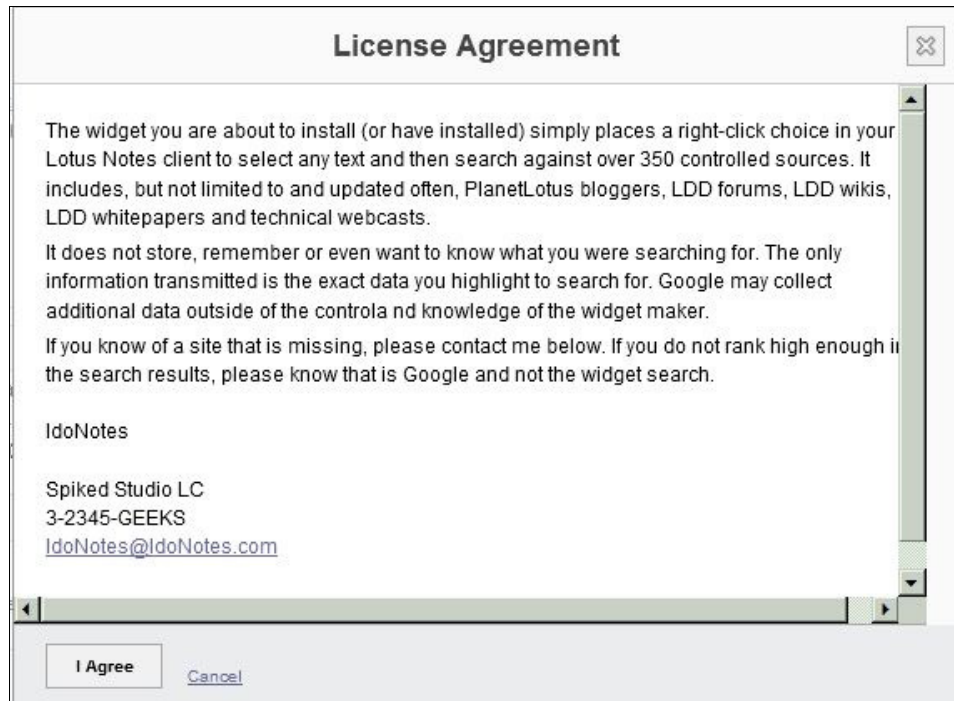 License Agreement
The widget you are about to install (or have installed) simply places a right-click choice in your
Lotus Notes client to select any text and then search against over 350 controlled sources. It
includes, but not limited to and updated often, PlanetLotus bloggers, LDD forums, LDD wikis,
LDD whitepapers and technical webcasts.
It does not store, remember or even want to know what you were searching for. The only
information transmitted is the exact data you highlight to search for. Google may collect
additional data outside of the controla nd knowledge of the widget maker.
If you know of a site that is missing, please contact me below. If you do not rank high enough in
the search results, please know that is Google and not the widget search.
IdoNotes
Spiked Studio LC
3-2345-GEEKS
IdoNotes@IdoNotes.com
I Agree
Cancel